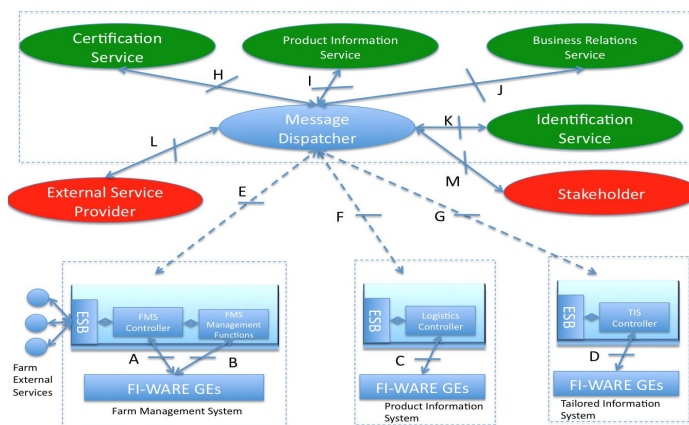 Certification
Service
Product Information
Service
Business Relations
Service
H
I
J
Message
Dispatcher
K
Identification
Service
L
M
External Service
Provider
Stakeholder
E
F
G
ESB
FMS
Controller
FMS
Management
Functions
ESB
Logistics
Controller
ESB
TIS
Controller
A
B
C
D
Farm
External
Services
FI-WARE GEs
FI-WARE GEs
FI-WARE GEs
Farm Management System
Product Information
System
Tailored Information
System